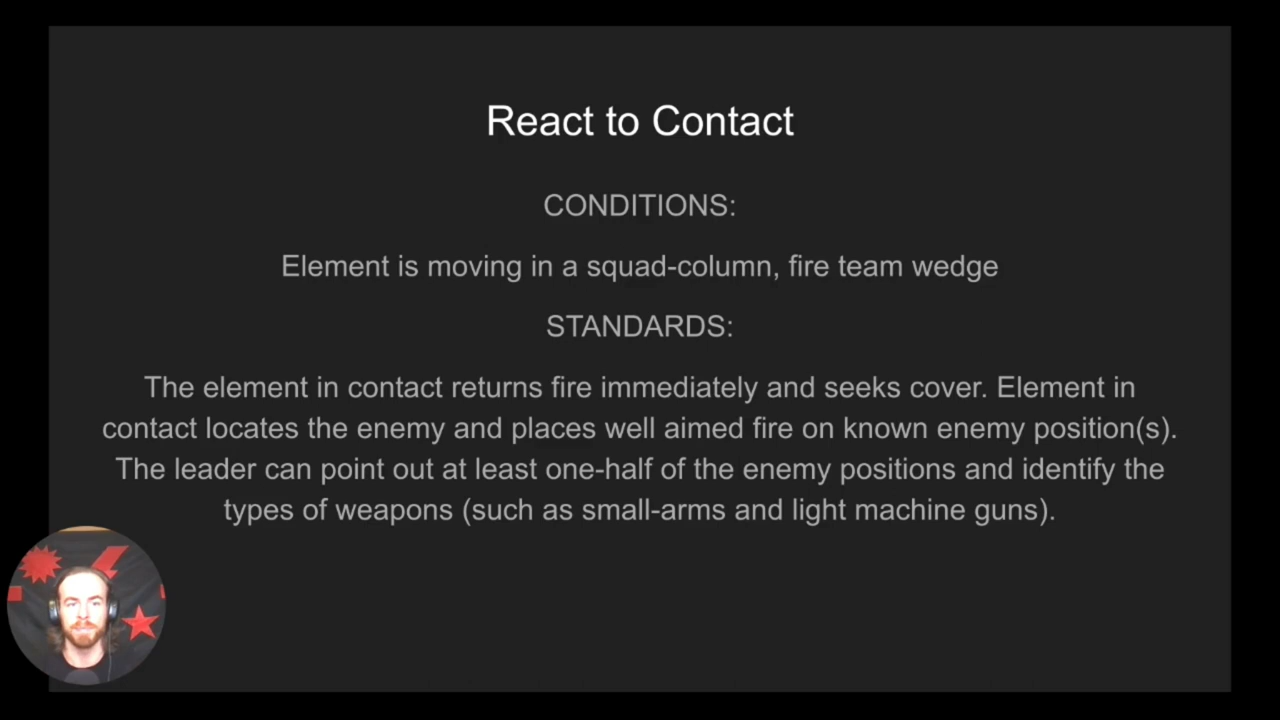 React to Contact
CONDITIONS:
Element is moving in a squad-column, fire team wedge
STANDARDS:
The element in contact returns fire immediately and seeks cover. Element in
contact locates the enemy and places well aimed fire on known enemy position(s).
The leader can point out at least one-half of the enemy positions and identify the
types of weapons (such as small-arms and light machine guns).